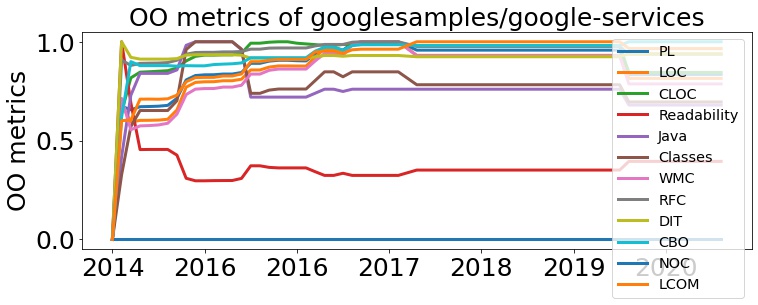 OO metrics of googlesamples/google-services
OO metrics
1.0
0.5
0.0
2014 2016 2016 2017 2018 2019 2020
PL
LOC
CLOC
Readability
Java
Classes
WMC
RFC
DIT
CBO
NOC
LCOM